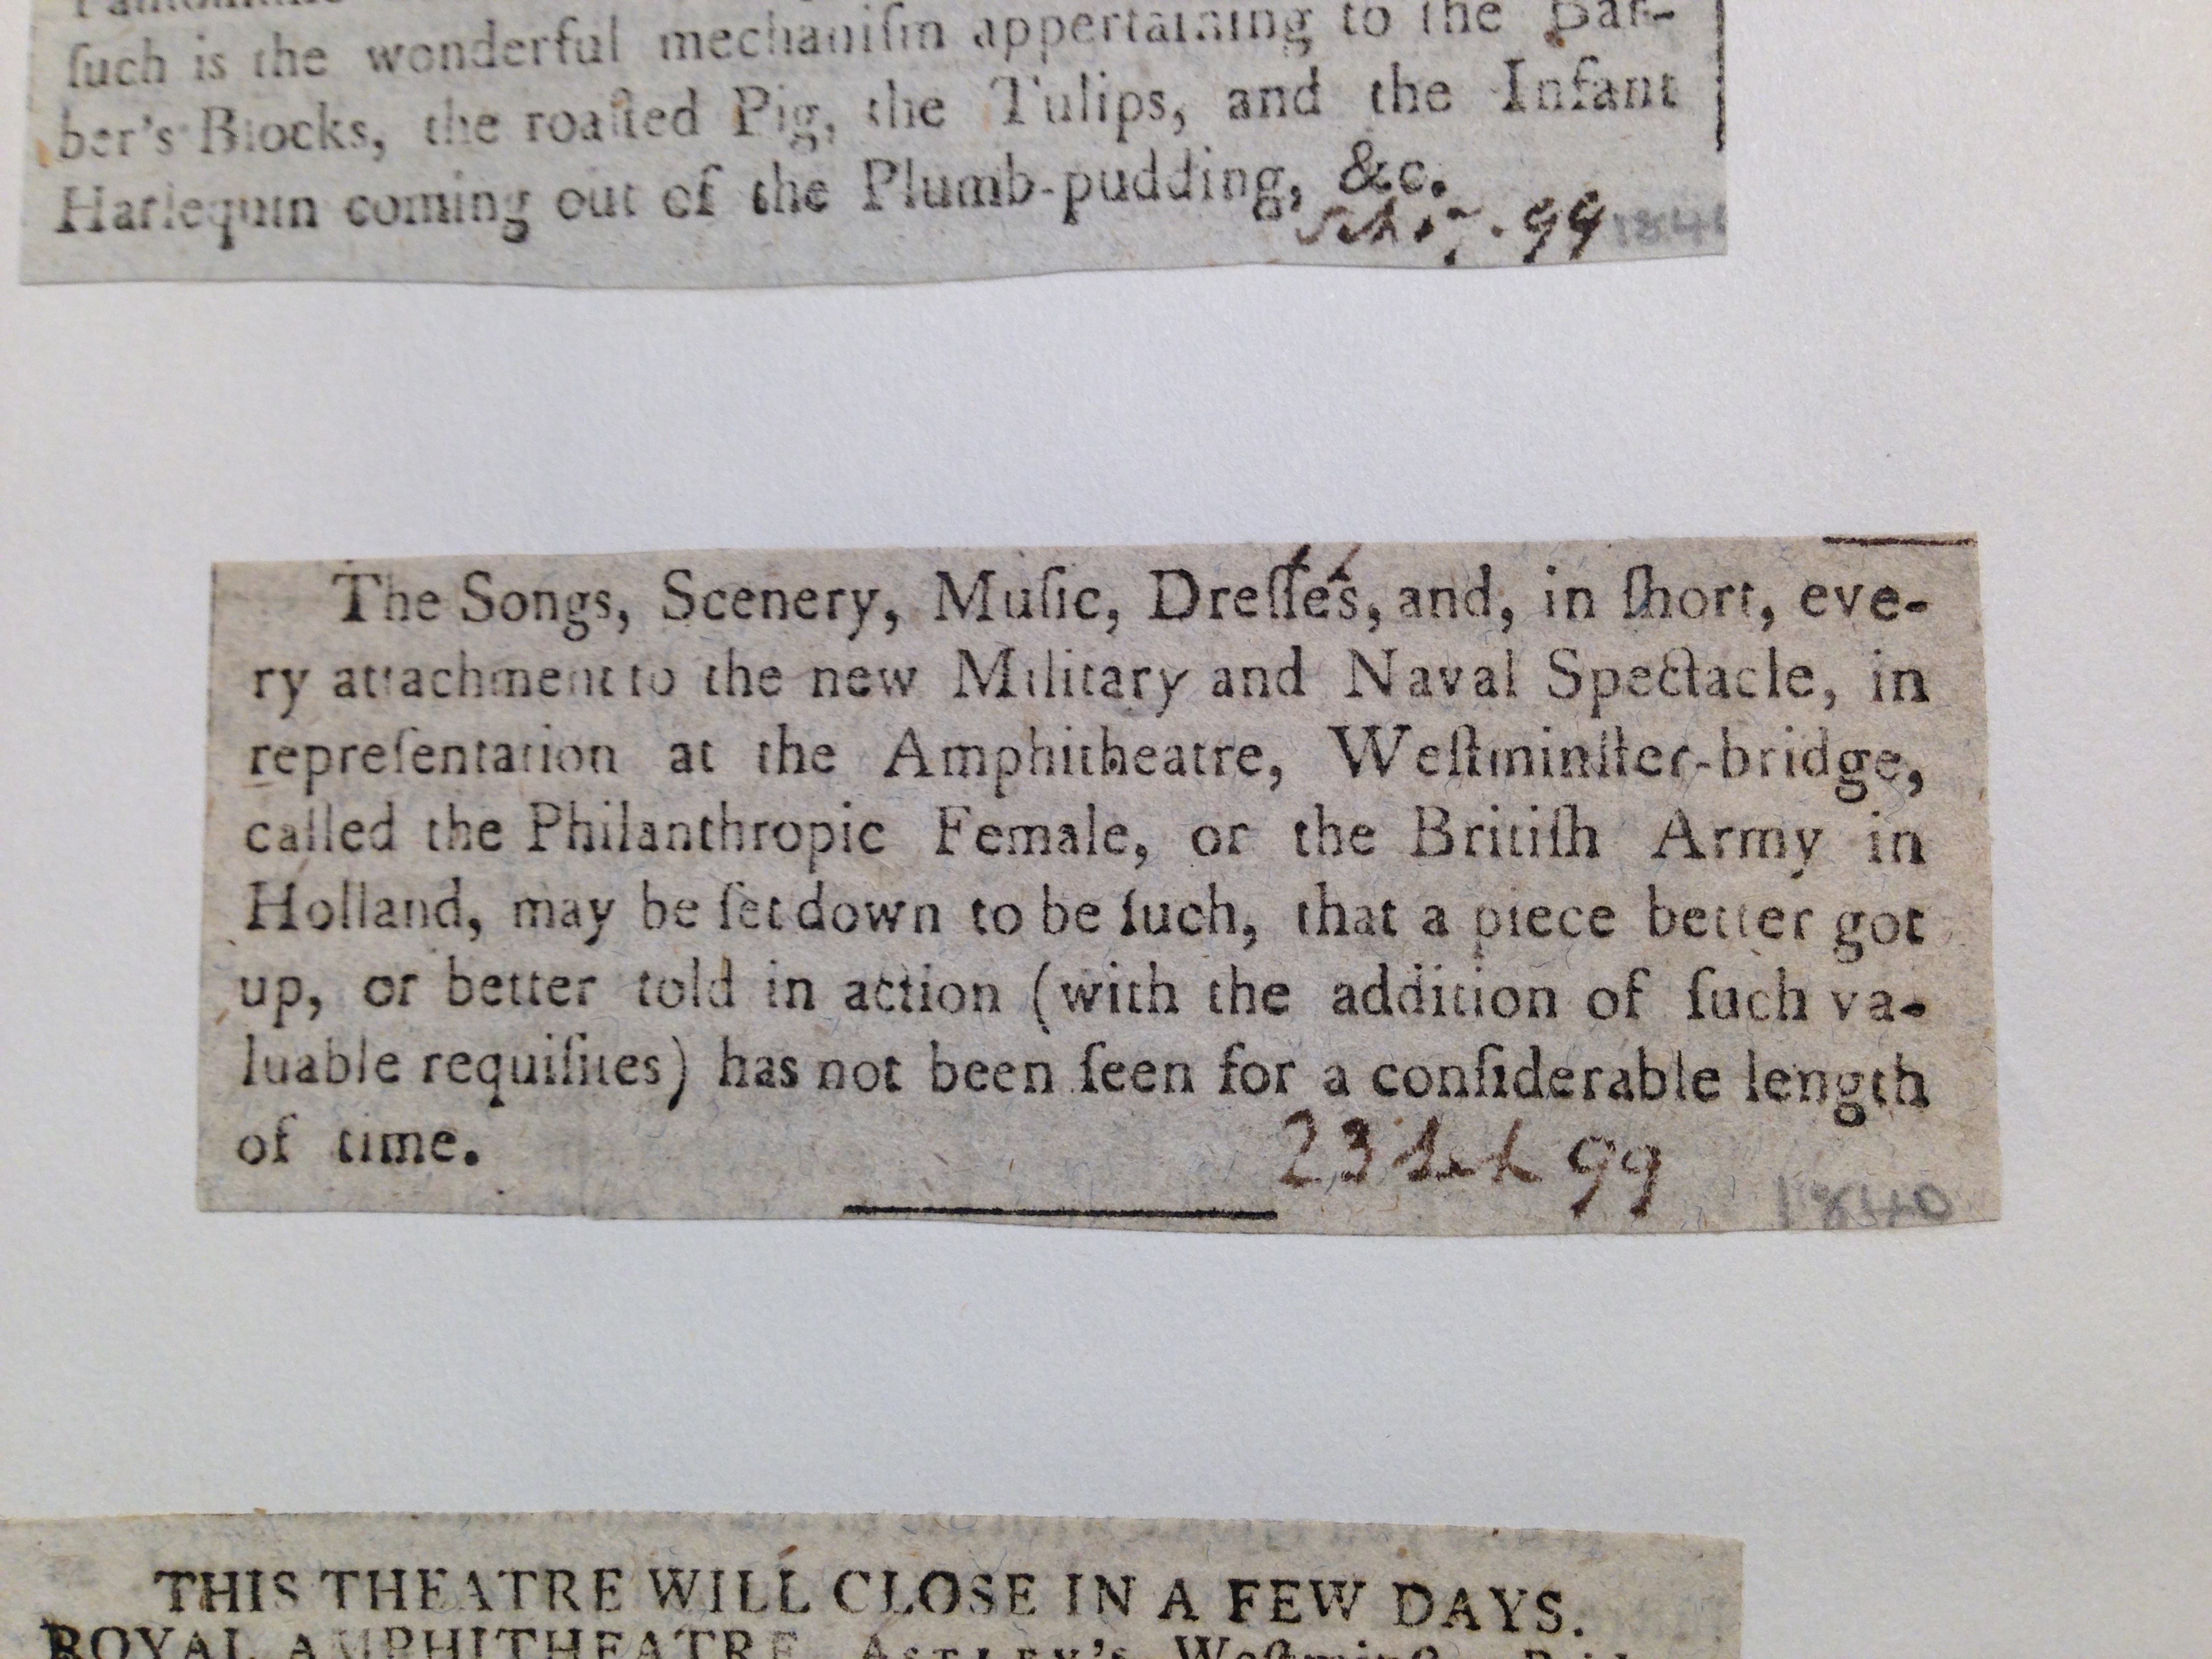 ſuch is the wonderful mechaniſm appertaining to the Bar-
ber's Blocks, the roaſted Pig, the Tulips, and the Infant
Harlequin coming out of the Plumb-pudding, &c.
99
The Songs, Scenery, Muſic, Dreſſes, and, in ſhort, eve-
ry attachment to the new Military and Naval Spectacle, in
repreſentation at the Amphitheatre, Weſtminſter-bridge,
called the Philanthropic Female, or the Britiſh Army in
Holland, may be ſet down to be ſuch, that a piece better got
up, or better told in action (with the addition of ſuch va-
luable requiſites) has not been ſeen for a conſiderable length
of time.
23 99
1840
THIS THEATRE WILL CLOSE IN A FEW DAYS.
ROYAL AMPHITHEATRE, ASTLEY's,